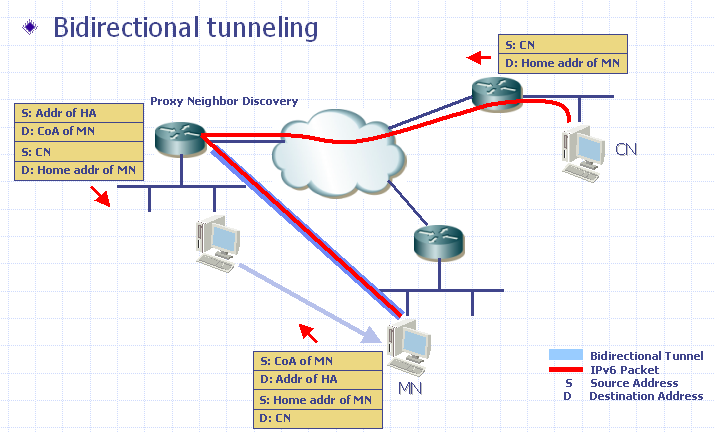 Bidirectional tunneling
S: CN
D: Home addr of MN
Proxy Neighbor Discovery
S: Addr of HA
D: CoA of MN
S: CN
D: Home addr of MN
CN
S: CoA of MN
D: Addr of HA
S: Home addr of MN
D: CN
MN
Bidirectional Tunnel
IPv6 Packet
S Source Address
D Destination Address